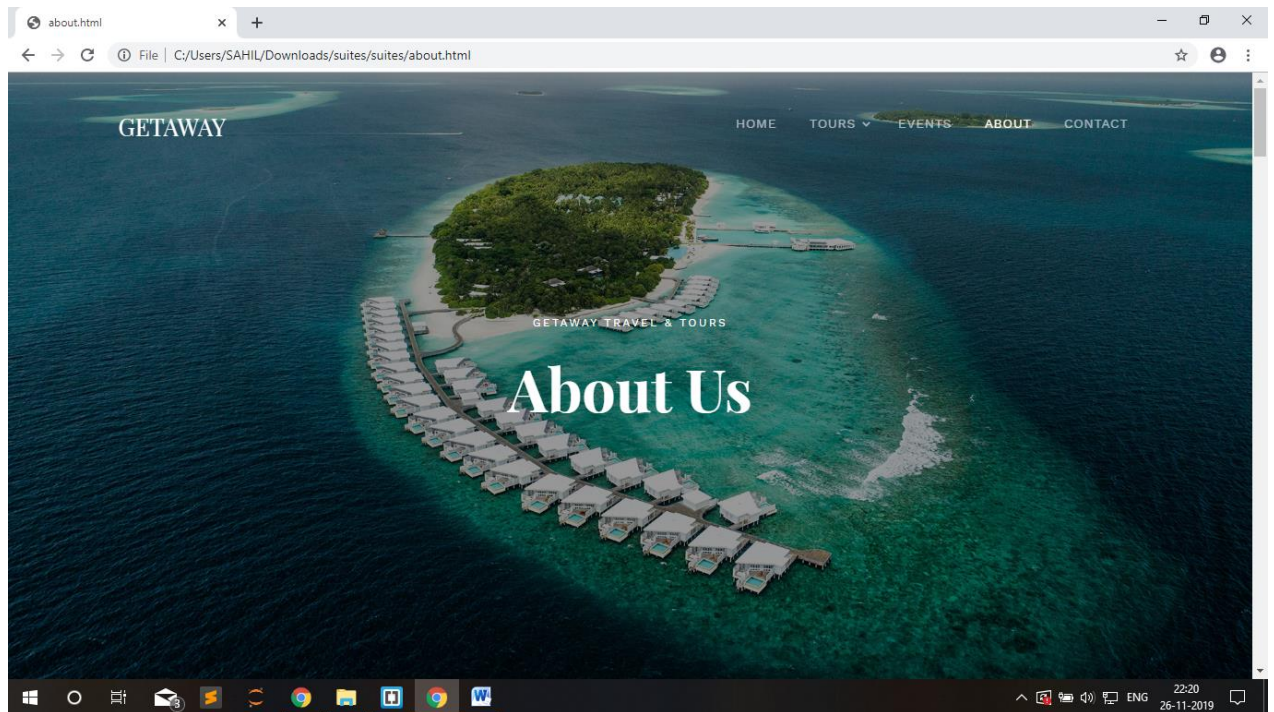 about.html
File C:/Users/SAHIL/Downloads/suites/suites/about.html
GETAWAY HOME TOURS EVENTS ABOUT CONTACT
GETAWAY TRAVEL & TOURS
About Us
3 W ENG 22:20
26-11-2019